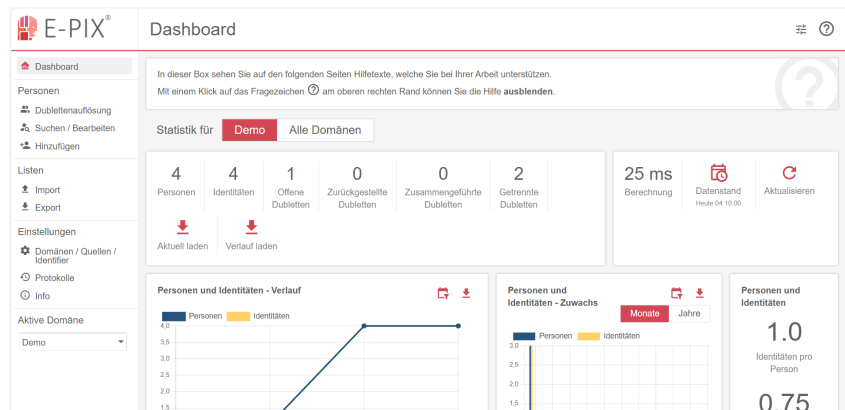 E-PIX®
Dashboard
Dashboard
Personen
Dublettenauflösung
Suchen / Bearbeiten
Hinzufügen
Listen
Import
Export
Einstellungen
Domänen / Quellen /
Identifier
Protokolle
Info
Aktive Domäne
Demo
In dieser Box sehen Sie auf den folgenden Seiten Hilfetexte, welche Sie bei Ihrer Arbeit unterstützen.
Mit einem Klick auf das Fragezeichen ? am oberen rechten Rand können Sie die Hilfe ausblenden.
Statistik für Demo Alle Domänen
4 4 1 0 0 2
Personen Identitäten Offene Zurückgestellte Zusammengeführte Getrennte
Dubletten Dubletten Dubletten Dubletten
Aktuell laden Verlauf laden
25 ms
Berechnung Datenstand Aktualisieren
Heute 04:10:00
Personen und Identitäten - Verlauf
Personen Identitäten
4,0
3,5
3,0
2,5
2,0
1,5
Personen und
Identitäten - Zuwachs
Monate Jahre
Personen Identitäten
3,0
2,5
2,0
1,5
Personen und
Identitäten
1.0
Identitäten pro
Person
0.75